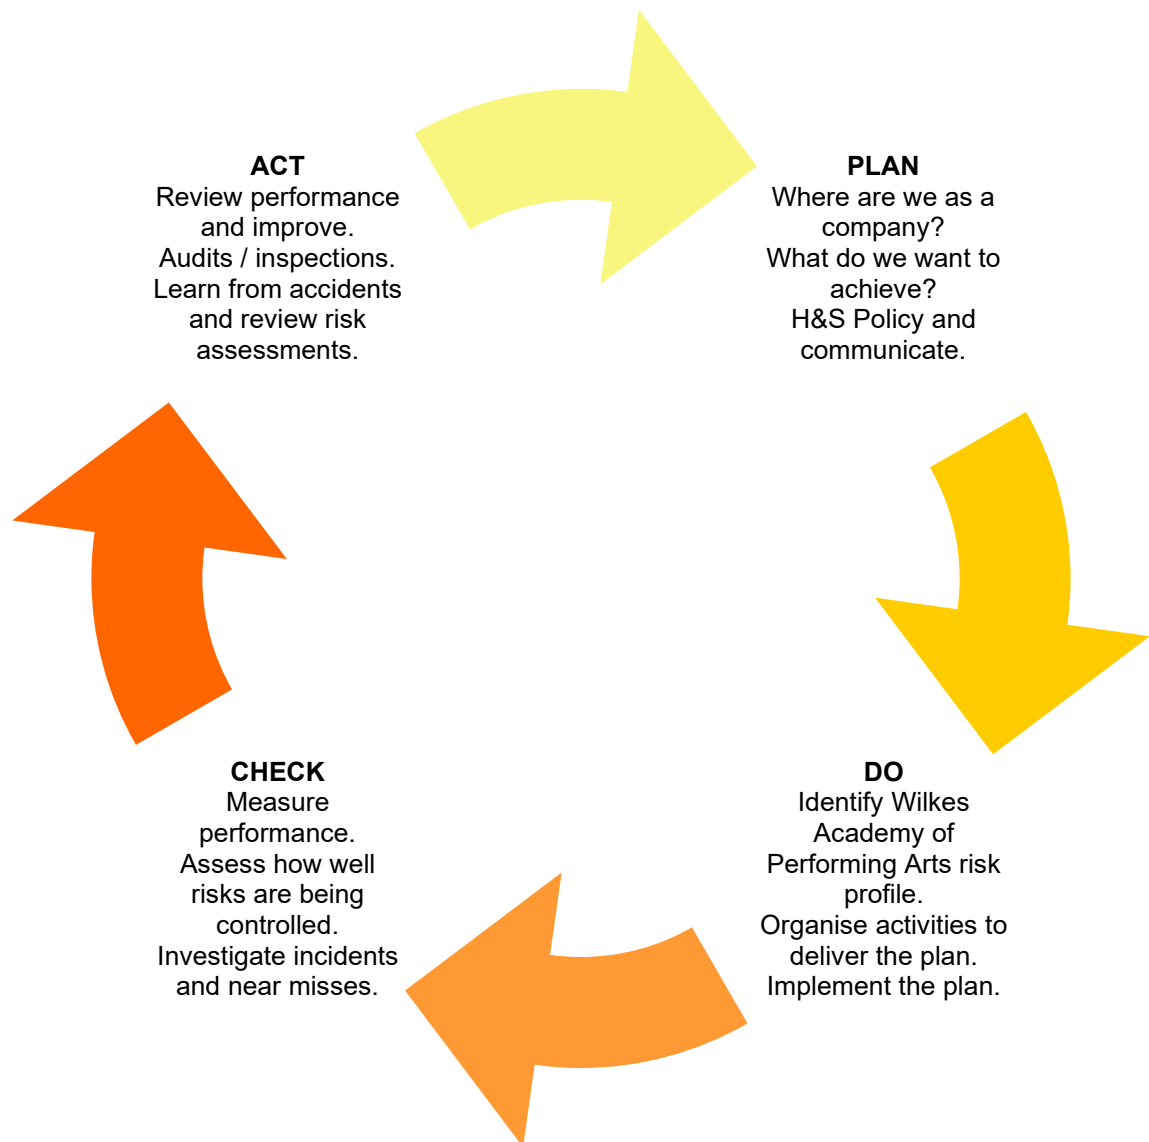 ACT
Review performance
and improve.
Audits / inspections.
Learn from accidents
and review risk
assessments.
PLAN
Where are we as a
company?
What do we want to
achieve?
H&S Policy and
communicate.
CHECK
Measure
performance.
Assess how well
risks are being
controlled.
Investigate incidents
and near misses.
DO
Identify Wilkes
Academy of
Performing Arts risk
profile.
Organise activities to
deliver the plan.
Implement the plan.